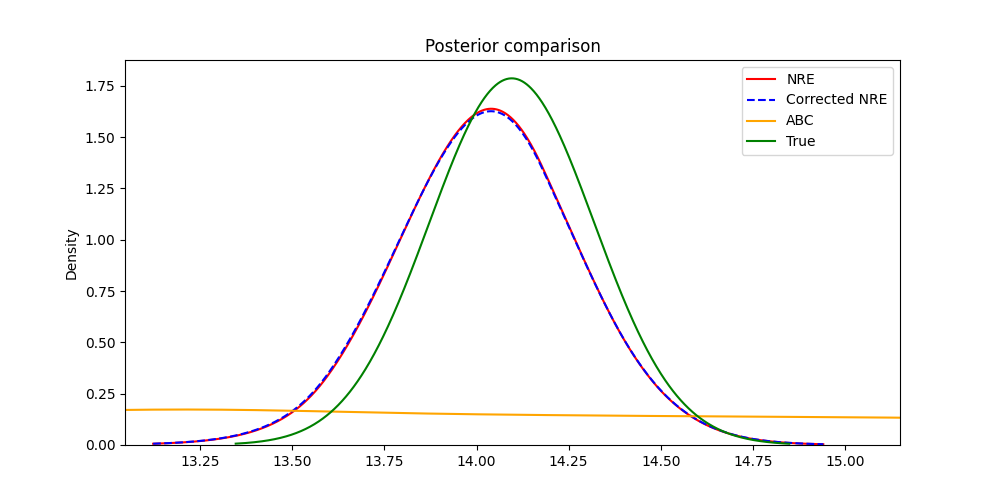 Posterior comparison
NRE
Corrected NRE
ABC
True
Density
1.75
1.50
1.25
1.00
0.75
0.50
0.25
0.00
13.25 13.50 13.75 14.00 14.25 14.50 14.75 15.00